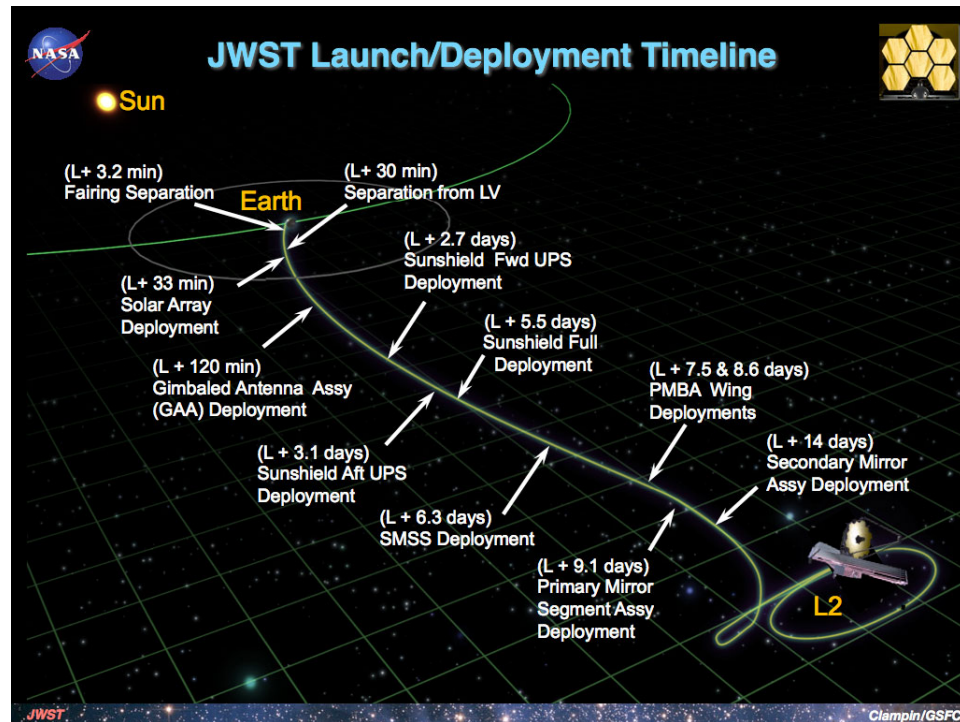 NASA
JWST Launch/Deployment Timeline
Sun
(L+ 3.2 min)
Fairing Separation
(L+ 30 min)
Separation from LV
Earth
(L + 2.7 days)
Sunshield Fwd UPS
Deployment
(L+ 33 min)
Solar Array
Deployment
(L + 5.5 days)
Sunshield Full
Deployment
(L + 120 min)
Gimbaled Antenna Assy
(GAA) Deployment
(L + 7.5 & 8.6 days)
PMBA Wing
Deployments
(L + 3.1 days)
Sunshield Aft UPS
Deployment
(L + 14 days)
Secondary Mirror
Assy Deployment
(L + 6.3 days)
SMSS Deployment
(L + 9.1 days)
Primary Mirror
Segment Assy
Deployment
L2
JWST
Clampin/GSFC